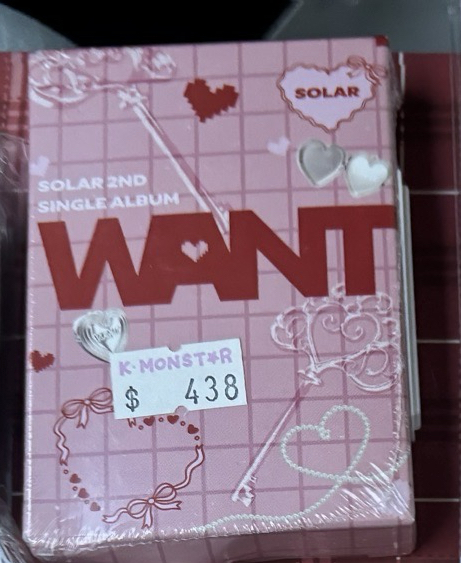 SOLAR
SOLAR 2ND
SINGLE ALBUM
WANT
K·MONST★R
$ 438